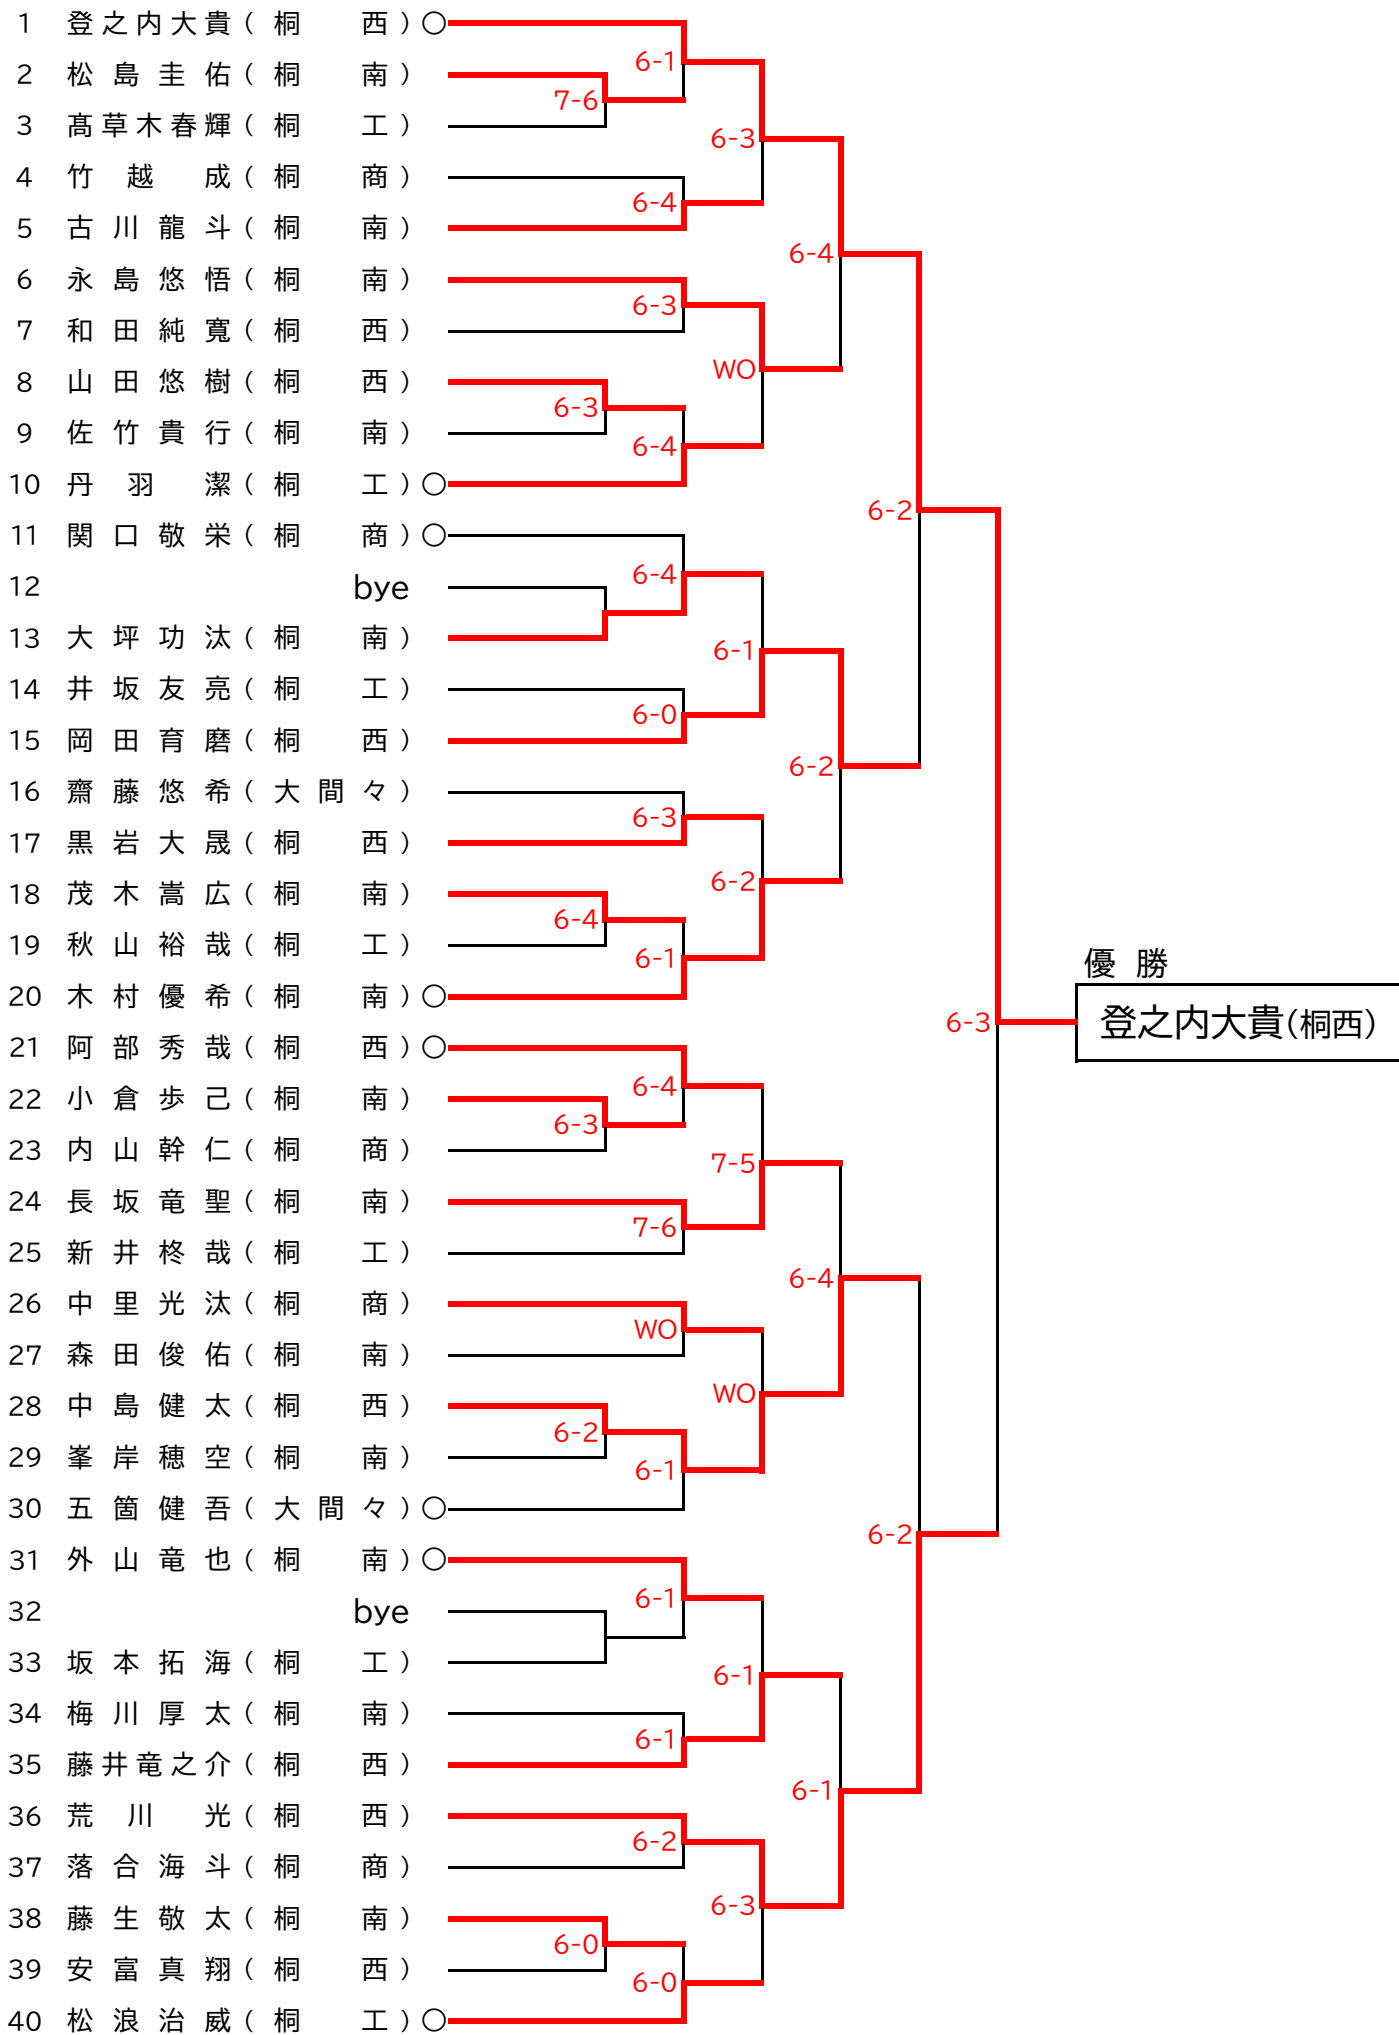 1 登之内大貴(桐 西)○
6-1
2 松島圭佑(桐 南)
7-6
3 髙草木春輝(桐 工)
6-3
4 竹越 成(桐 商)
6-4
5 古川龍斗(桐 南)
6-4
6 永島悠悟(桐 南)
6-3
7 和田純寛(桐 西)
WO
8 山田悠樹(桐 西)
6-3
9 佐竹貴行(桐 南)
6-4
10 丹羽 潔(桐 工)○
6-2
11 関口敬栄(桐 商)○
6-4
12 bye
13 大坪功汰(桐 南)
6-1
14 井坂友亮(桐 工)
6-0
15 岡田育磨(桐 西)
6-2
16 齋藤悠希(大間々)
6-3
17 黒岩大晟(桐 西)
6-2
18 茂木嵩広(桐 南)
6-4
19 秋山裕哉(桐 工)
6-1
優 勝
20 木村優希(桐 南)○
6-3
登之内大貴(桐西)
21 阿部秀哉(桐 西)○
6-4
22 小倉歩己(桐 南)
6-3
23 内山幹仁(桐 商)
7-5
24 長坂竜聖(桐 南)
7-6
25 新井柊哉(桐 工)
6-4
26 中里光汰(桐 商)
WO
27 森田俊佑(桐 南)
WO
28 中島健太(桐 西)
6-2
29 峯岸穂空(桐 南)
6-1
30 五箇健吾(大間々)○
6-2
31 外山竜也(桐 南)○
6-1
32 bye
33 坂本拓海(桐 工)
6-1
34 梅川厚太(桐 南)
6-1
35 藤井竜之介(桐 西)
6-1
36 荒川 光(桐 西)
6-2
37 落合海斗(桐 商)
6-3
38 藤生敬太(桐 南)
6-0
39 安富真翔(桐 西)
6-0
40 松浪治威(桐 工)○